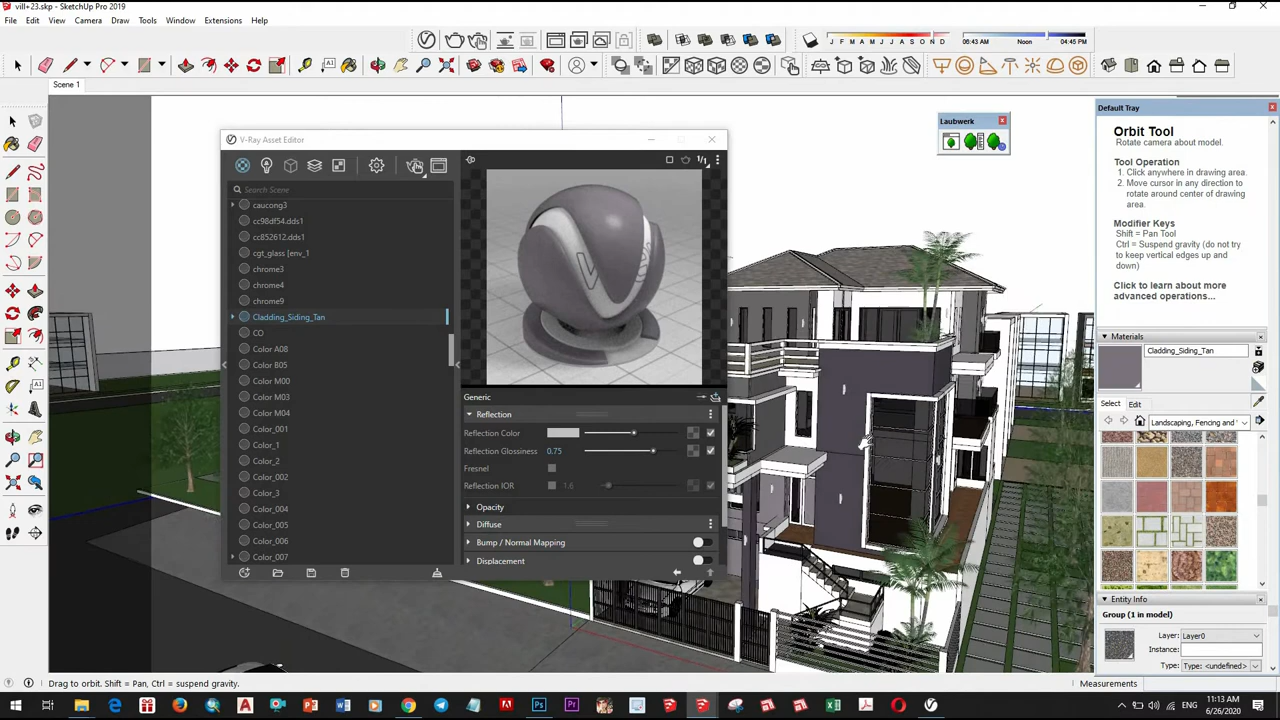 vill+23.skp - SketchUp Pro 2019
File Edit View Camera Draw Tools Window Extensions Help
J F M A M J J A S O N D
06:43 AM Noon 04:45 PM
Scene 1
Default Tray
Orbit Tool
Rotate camera about model.
Tool Operation
1. Click anywhere in drawing area.
2. Move cursor in any direction to rotate around center of drawing area.
Modifier Keys
Shift = Pan Tool
Ctrl = Suspend gravity (do not try to keep vertical edges up and down)
Click to learn about more
advanced operations...
Laubwerk
V-Ray Asset Editor
Search Scene
1/1
caucong3
cc98df54.dds1
cc852612.dds1
cgt_glass [env_1
chrome3
chrome4
chrome9
Cladding_Siding_Tan
CO
Color A08
Color B05
Color M00
Color M03
Color M04
Color_001
Color_1
Color_2
Color_002
Color_3
Color_004
Color_005
Color_006
Color_007
Generic
Reflection
Reflection Color
Reflection Glossiness 0.75
Fresnel
Reflection IOR 1.6
Opacity
Diffuse
Bump / Normal Mapping
Displacement
Materials
Cladding_Siding_Tan
Select Edit
Landscaping, Fencing and
Entity Info
Group (1 in model)
Layer: Layer0
Instance:
Type: Type: <undefined>
Drag to orbit. Shift = Pan, Ctrl = suspend gravity.
Measurements
11:13 AM
6/26/2020